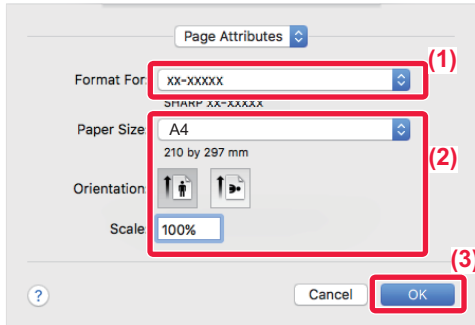 Page Attributes
(1)
Format For: xx-xxxxx
SHARP xx-xxxxx
Paper Size: A4
210 by 297 mm
(2)
Orientation:
Scale: 100%
(3)
? Cancel OK